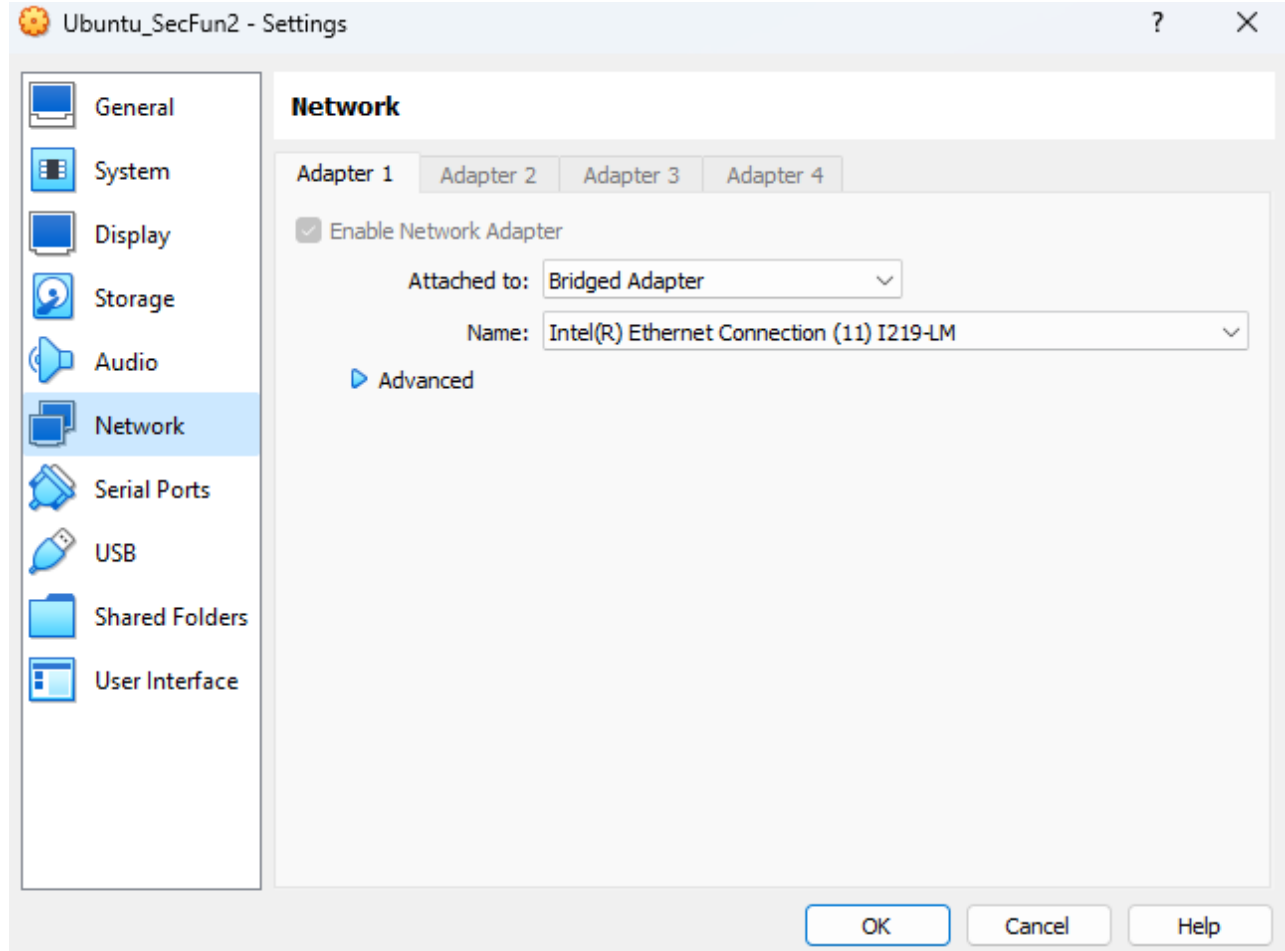 Ubuntu_SecFun2 - Settings ?
General
System
Display
Storage
Audio
Network
Serial Ports
USB
Shared Folders
User Interface
Network
Adapter 1 Adapter 2 Adapter 3 Adapter 4
Enable Network Adapter
Attached to: Bridged Adapter
Name: Intel(R) Ethernet Connection (11) I219-LM
Advanced
OK Cancel Help